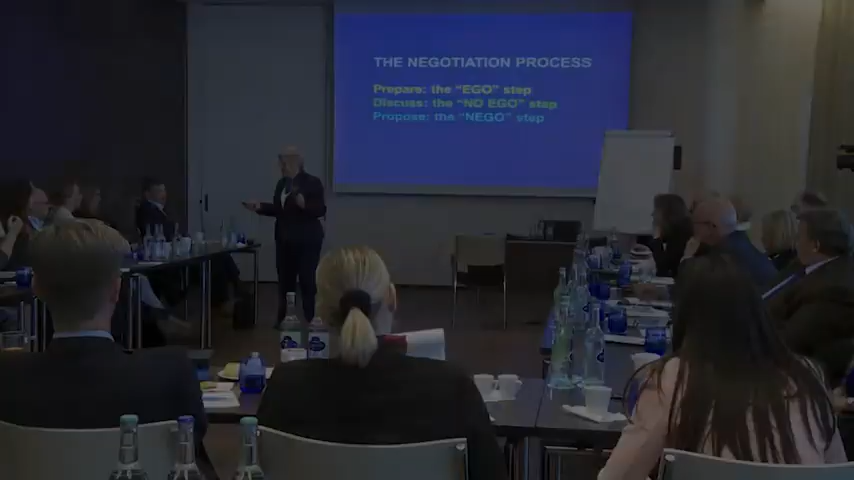 THE NEGOTIATION PROCESS
Prepare: the “EGO” step
Discuss: the “NO EGO” step
Propose: the “NEGO” step